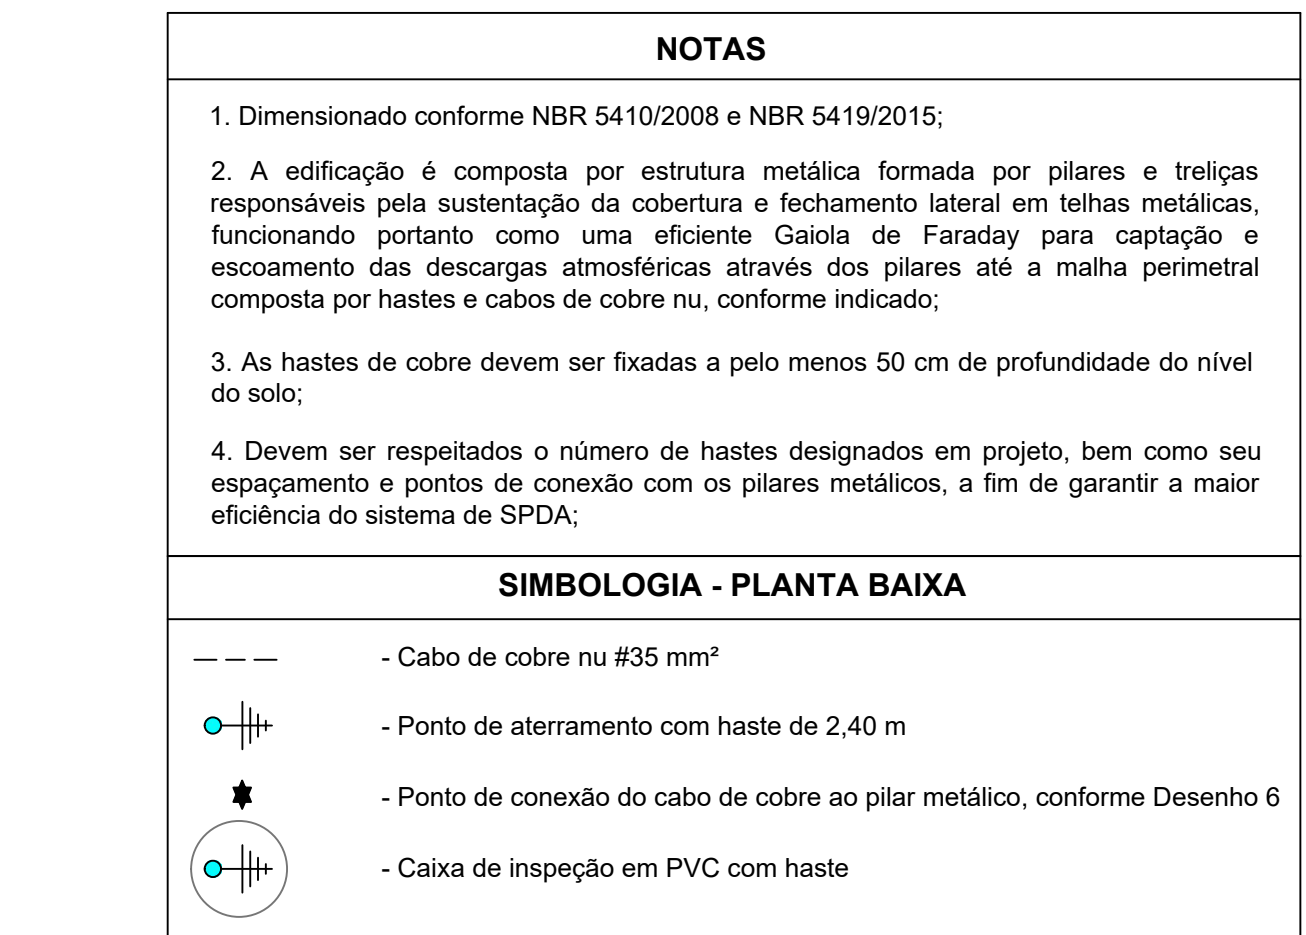 NOTAS
1. Dimensionado conforme NBR 5410/2008 e NBR 5419/2015;
2. A edificação é composta por estrutura metálica formada por pilares e treliças
responsáveis pela sustentação da cobertura e fechamento lateral em telhas metálicas,
funcionando portanto como uma eficiente Gaiola de Faraday para captação e
escoamento das descargas atmosféricas através dos pilares até a malha perimetral
composta por hastes e cabos de cobre nu, conforme indicado;
3. As hastes de cobre devem ser fixadas a pelo menos 50 cm de profundidade do nível
do solo;
4. Devem ser respeitados o número de hastes designados em projeto, bem como seu
espaçamento e pontos de conexão com os pilares metálicos, a fim de garantir a maior
eficiência do sistema de SPDA;
SIMBOLOGIA - PLANTA BAIXA
- Cabo de cobre nu #35 mm²
- Ponto de aterramento com haste de 2,40 m
- Ponto de conexão do cabo de cobre ao pilar metálico, conforme Desenho 6
- Caixa de inspeção em PVC com haste